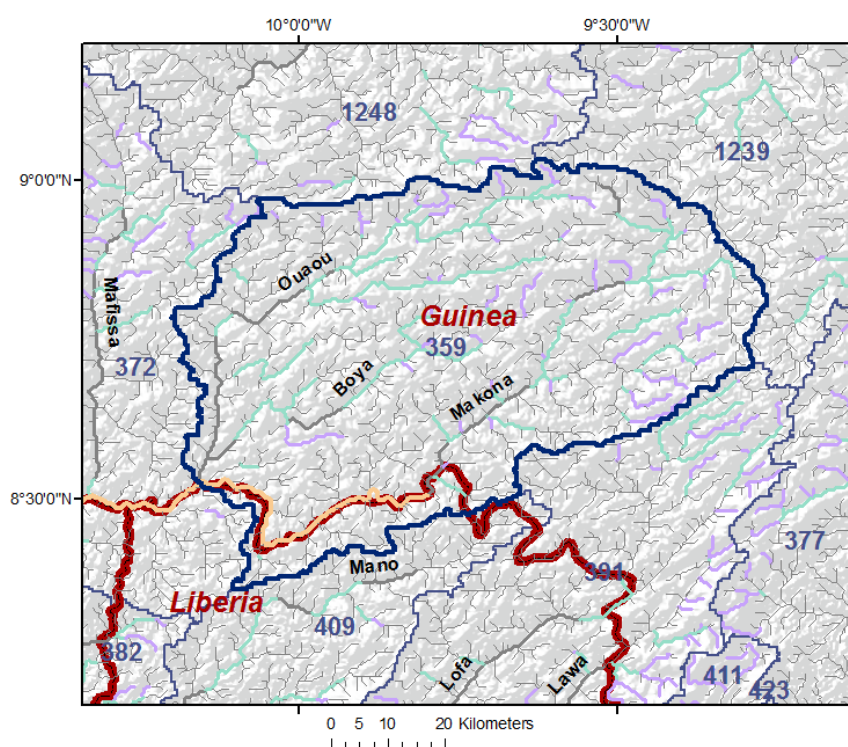 10°0'0"W 9°30'0"W
1248
1239
9°0'0"N
Ouaou
Mafissa
Guinea
359
372
Boya
Makona
8°30'0"N
377
391
Mano
Liberia
409
382
Lofa
Lawa
411
423
0 5 10 20 Kilometers